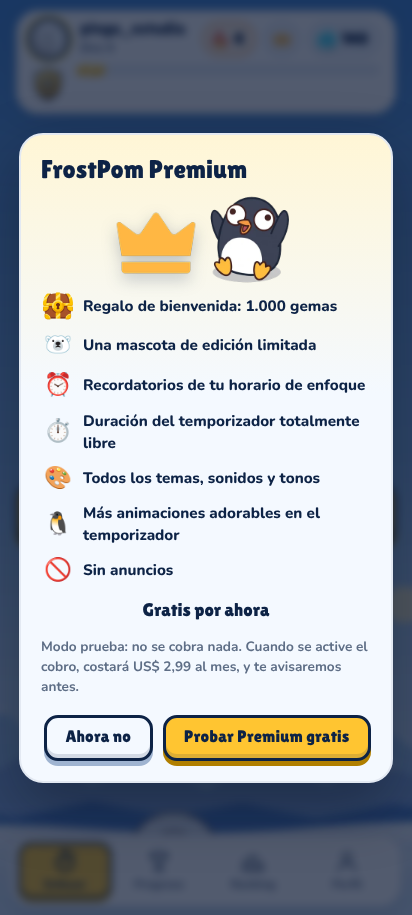 FrostPom Premium
Regalo de bienvenida: 1.000 gemas
Una mascota de edición limitada
Recordatorios de tu horario de enfoque
Duración del temporizador totalmente
libre
Todos los temas, sonidos y tonos
Más animaciones adorables en el
temporizador
Sin anuncios
Gratis por ahora
Modo prueba: no se cobra nada. Cuando se active el
cobro, costará US$ 2,99 al mes, y te avisaremos
antes.
Ahora no
Probar Premium gratis